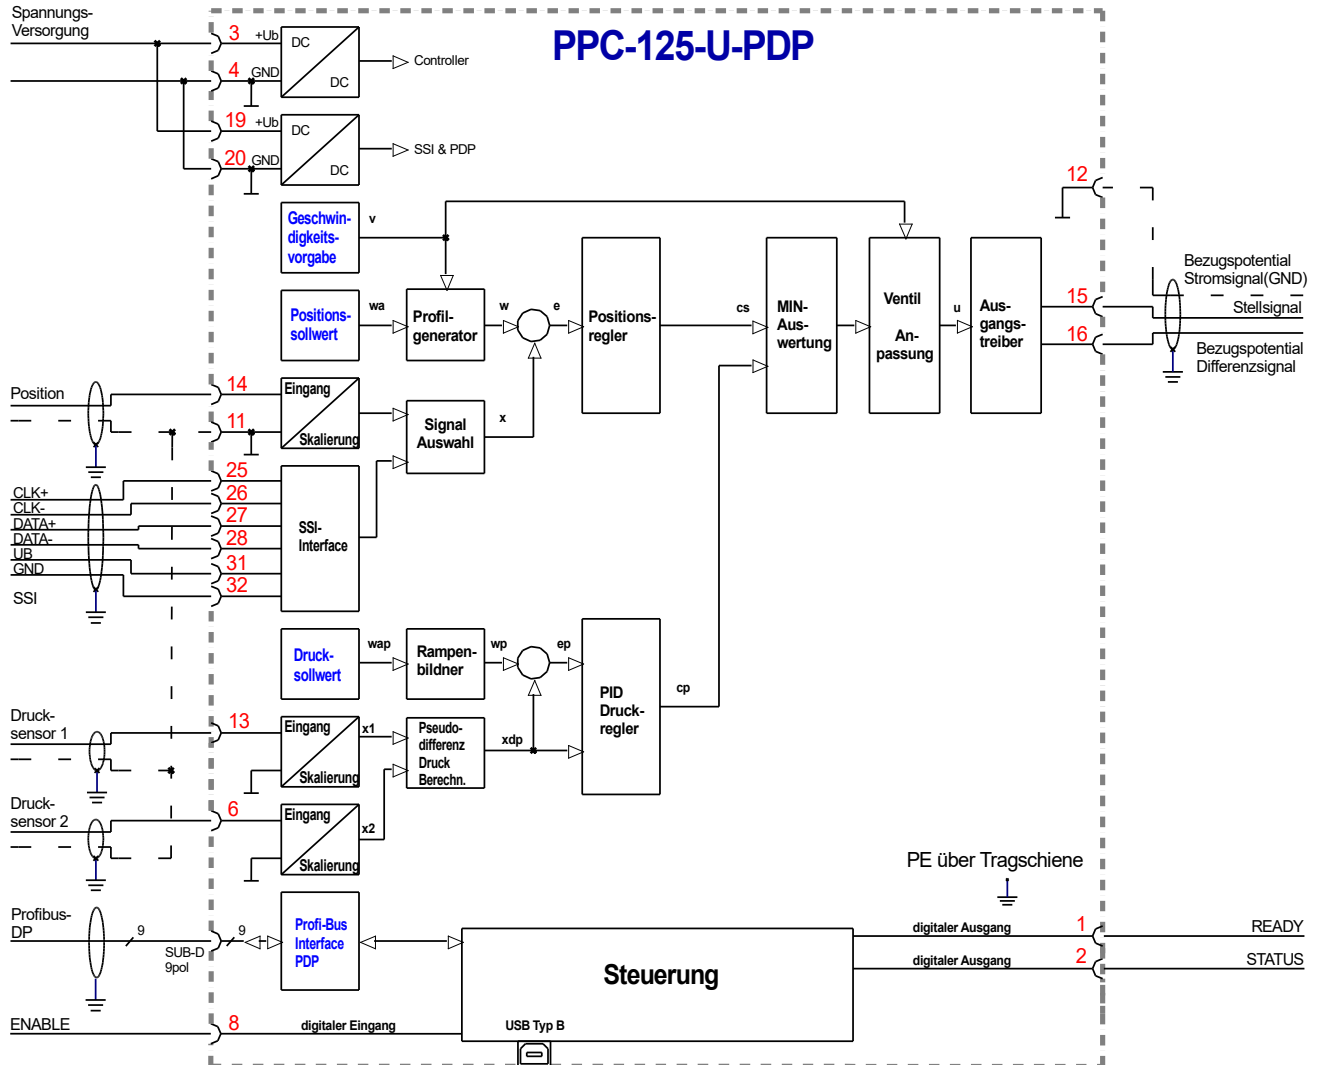 Spannungs-
Versorgung
PPC-125-U-PDP
3 +Ub DC
Controller
4 GND DC
19 +Ub DC
SSI & PDP
20 GND DC
12
Geschwin-
digkeits-
vorgabe
v
Positions-
sollwert
wa
Profil-
generator
w
e
Positions-
regler
cs
MIN-
Aus-
wertung
Ventil
An-
passung
u
Aus-
gangs-
treiber
15
16
Bezugspotential
Stromsignal(GND)
Stellsignal
Bezugspotential
Differenzsignal
Position
14
11
Eingang
Skalierung
Signal
Auswahl
x
CLK+
CLK-
DATA+
DATA-
UB
GND
SSI
25
26
27
28
31
32
SSI-
Interface
Druck-
sollwert
wap
Rampen-
bildner
wp
ep
PID
Druck-
regler
cp
Druck-
sensor 1
13
Eingang
Skalierung
x1
Pseudo-
differenz
Druck
Berechn.
xdp
Druck-
sensor 2
6
Eingang
Skalierung
x2
PE über Tragschiene
Profibus-
DP
9
SUB-D
9pol
9
Profi-Bus
Interface
PDP
Steuerung
digitaler Ausgang
1
READY
digitaler Ausgang
2
STATUS
ENABLE
8
digitaler Eingang
USB Typ B